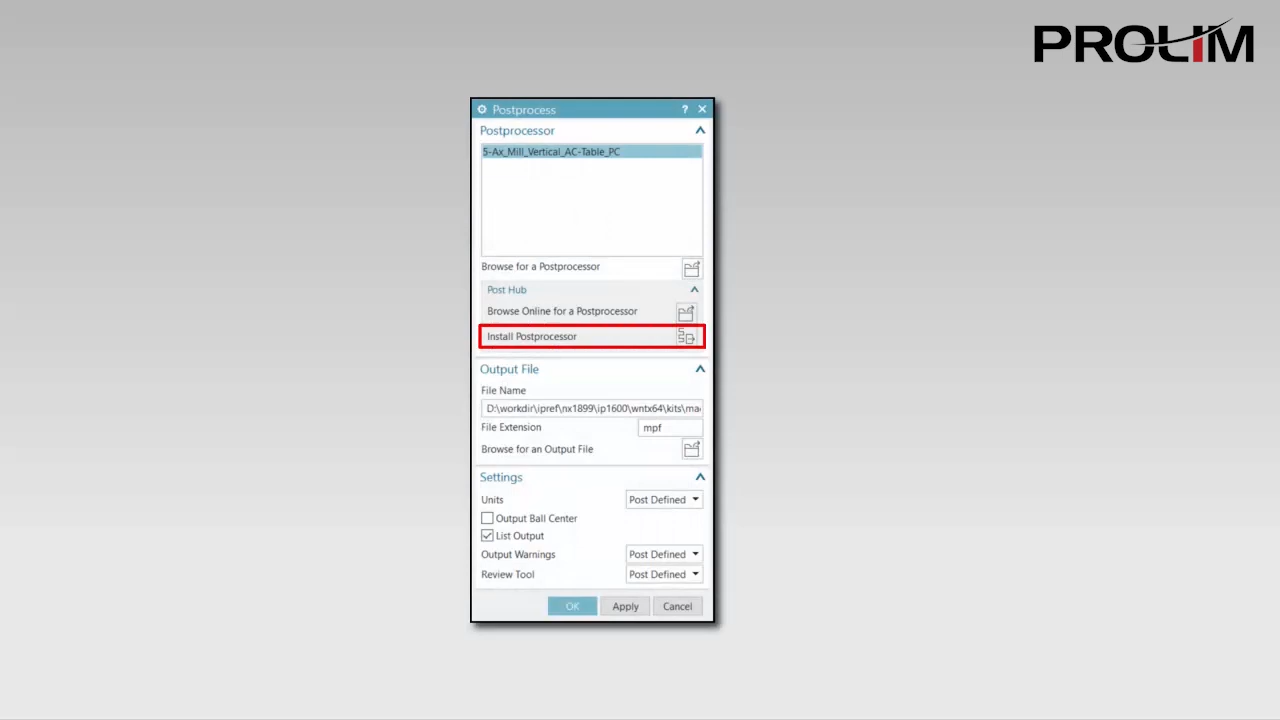 PROLIM
Postprocess ? ×
Postprocessor
5-Ax_Mill_Vertical_AC-Table_PC
Browse for a Postprocessor
Post Hub
Browse Online for a Postprocessor
Install Postprocessor
Output File
File Name
D:\workdir\ipref\nx1899\ip1600\wntx64\kits\mac
File Extension mpf
Browse for an Output File
Settings
Units Post Defined
Output Ball Center
List Output
Output Warnings Post Defined
Review Tool Post Defined
OK Apply Cancel